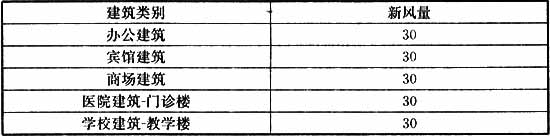 建筑类别 新风量
办公建筑 30
宾馆建筑 30
商场建筑 30
医院建筑-门诊楼 30
学校建筑-教学楼 30